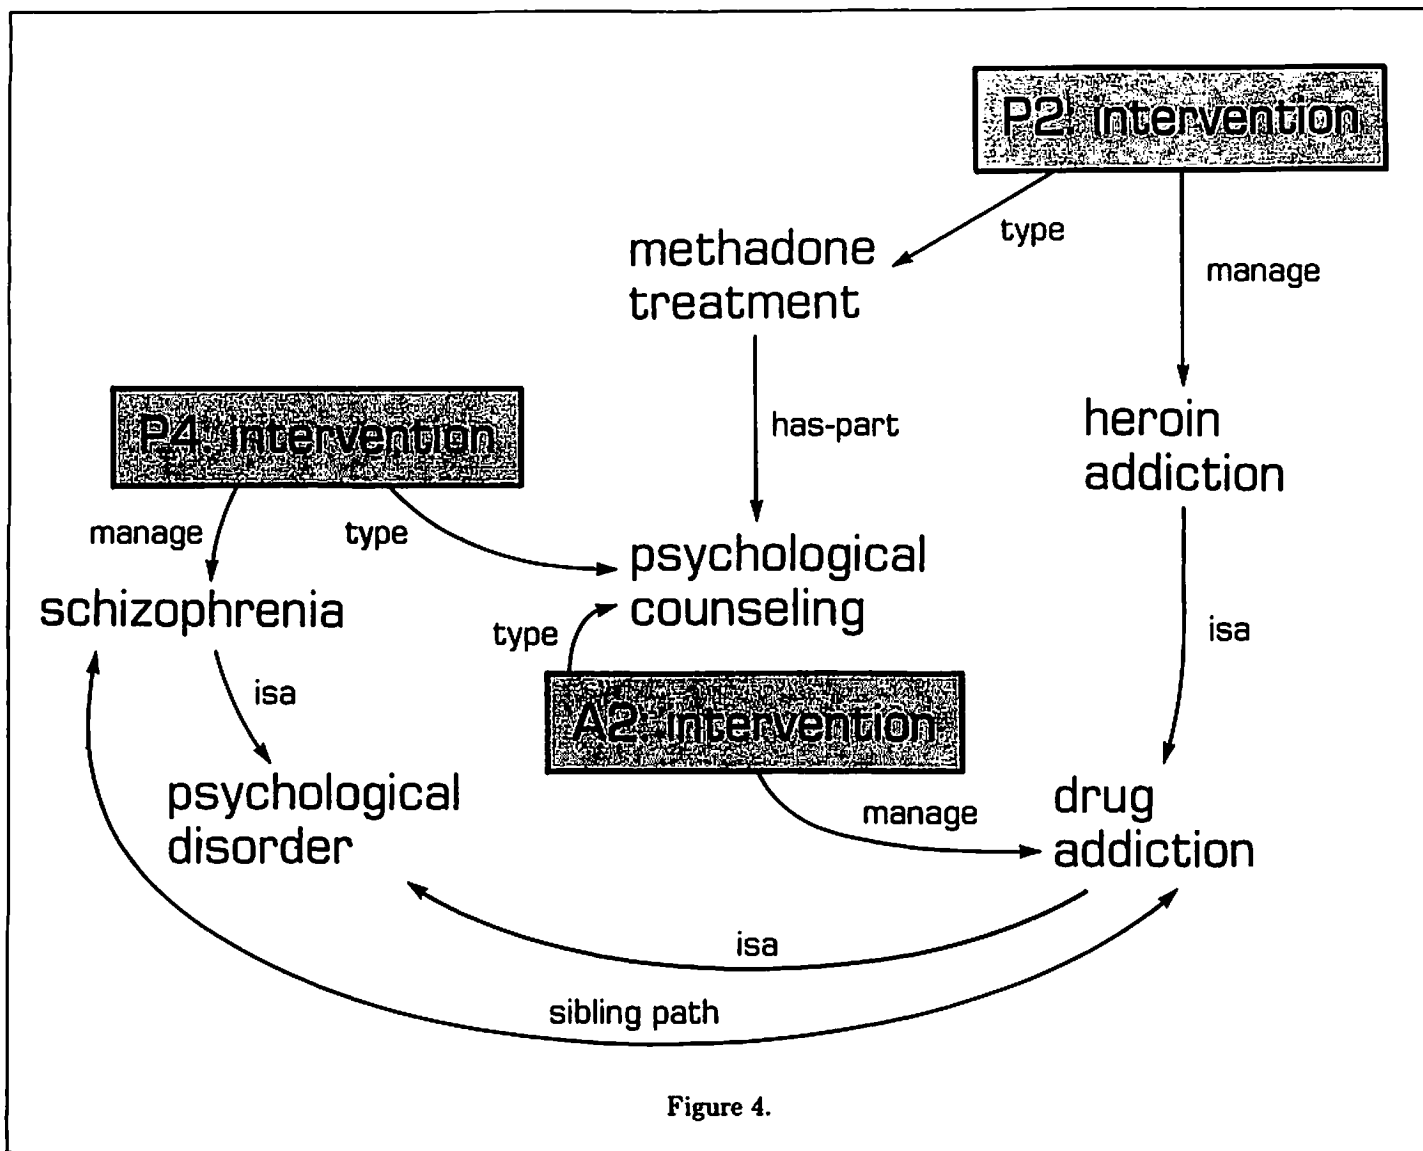 P2: intervention
type
manage
methadone
treatment
has-part
heroin
addiction
P4: intervention
manage
type
psychological
counseling
schizophrenia
type
isa
isa
A2: intervention
psychological
disorder
manage
drug
addiction
isa
sibling path
Figure 4.